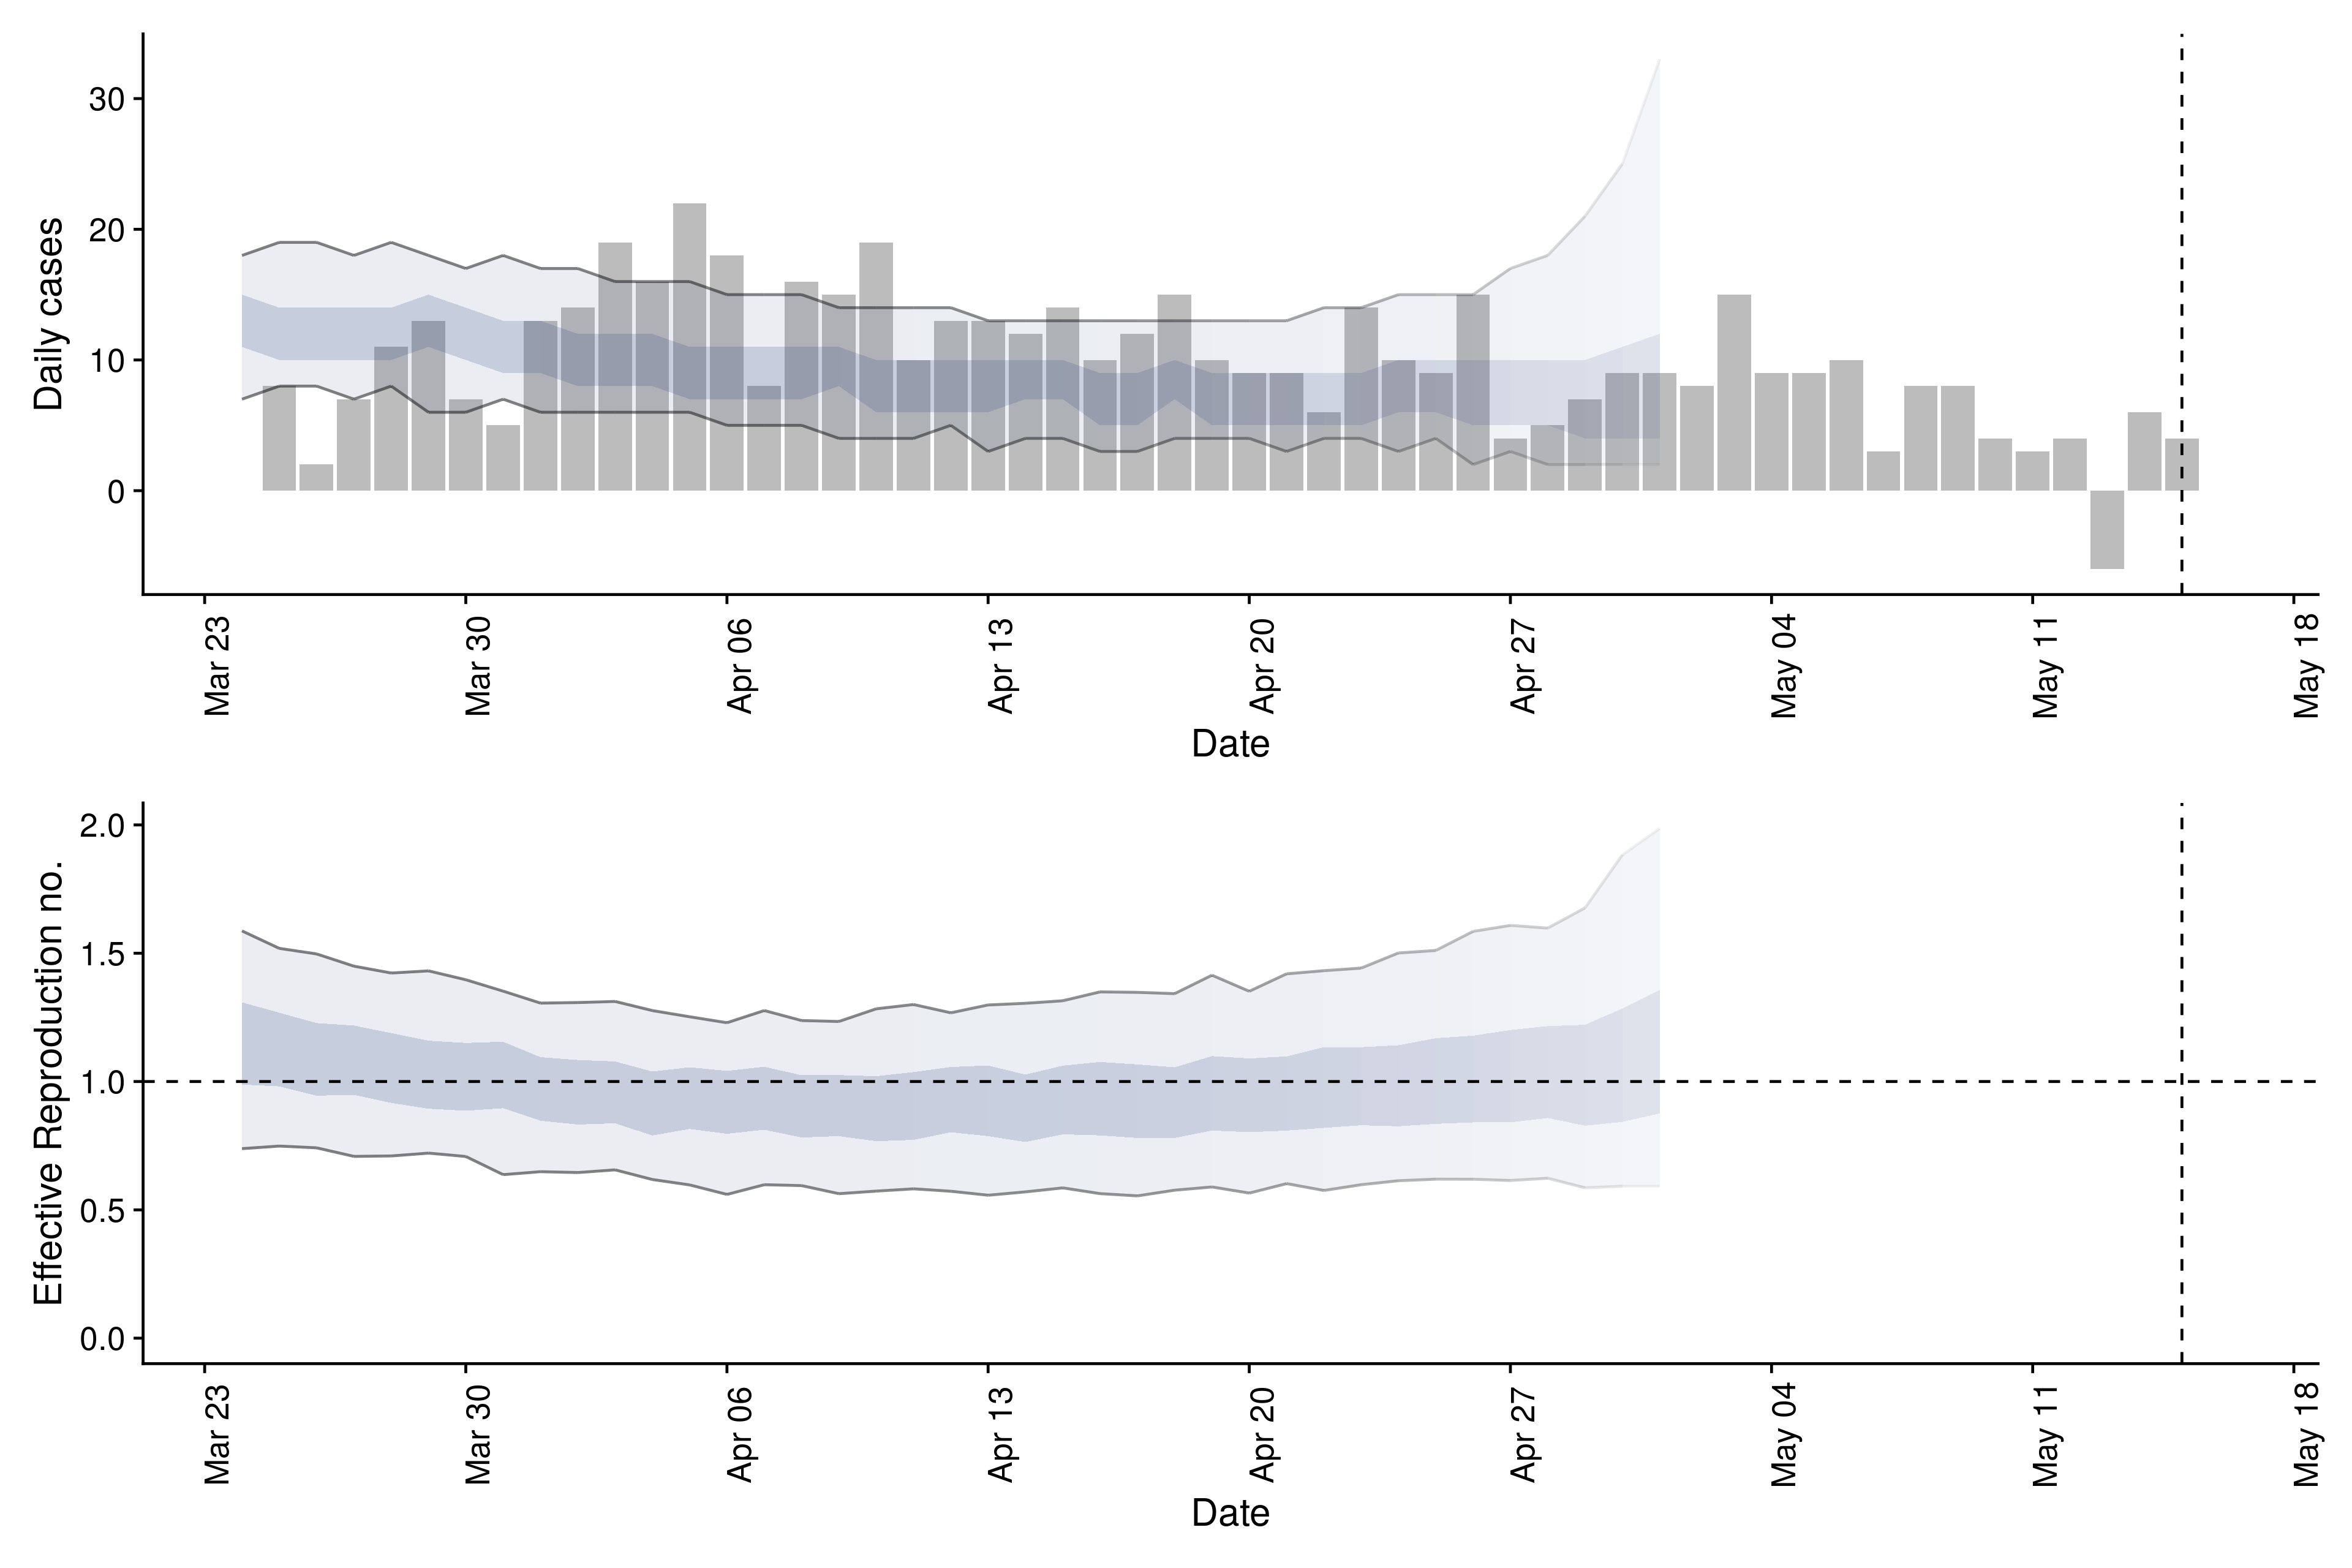 Daily cases
30
20
10
0
Mar 23
Mar 30
Apr 06
Apr 13
Apr 20
Apr 27
May 04
May 11
May 18
Date
Effective Reproduction no.
2.0
1.5
1.0
0.5
0.0
Mar 23
Mar 30
Apr 06
Apr 13
Apr 20
Apr 27
May 04
May 11
May 18
Date